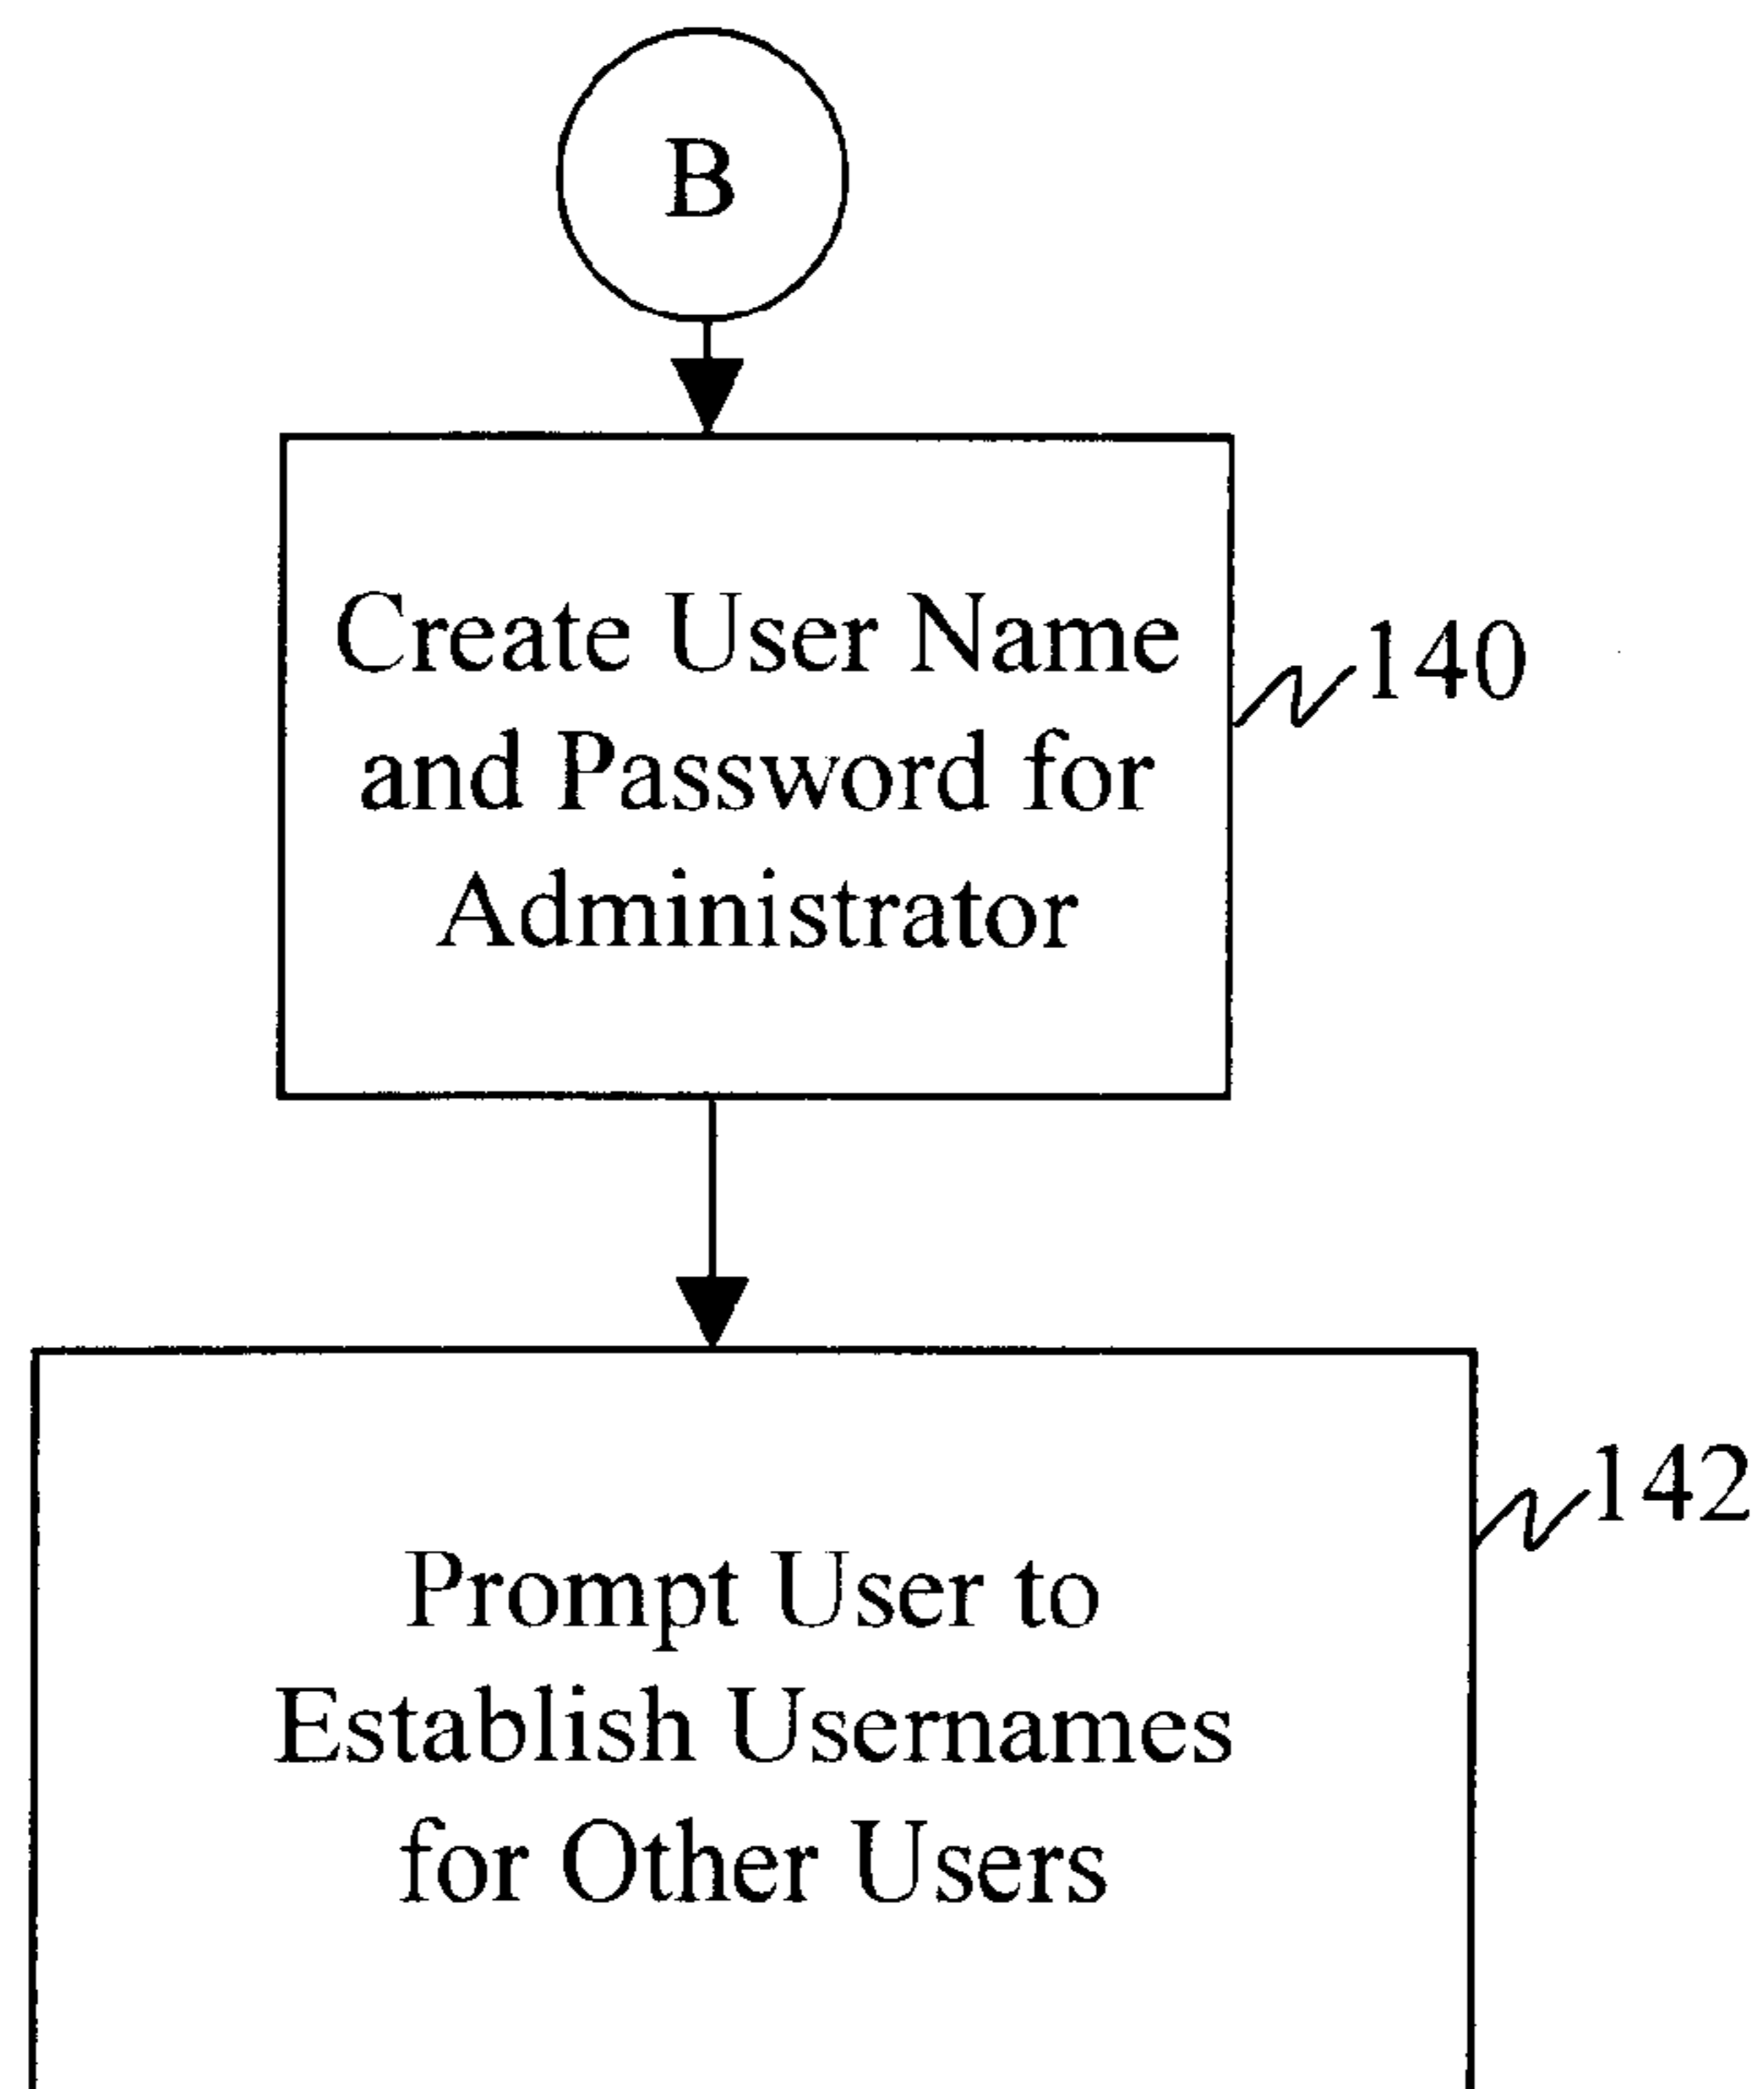 B
Create User Name
and Password for
Administrator
140
Prompt User to
Establish Usernames
for Other Users
142